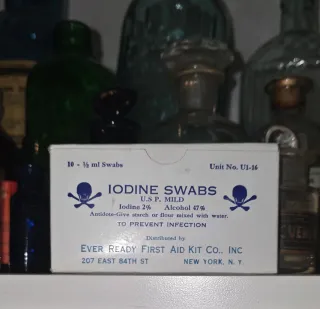 10 - ½ ml Swabs
Unit No. U1-16
IODINE SWABS
U.S P. MILD
Iodine 2% Alcohol 47%
Antidote-Give starch or flour mixed with water.
TO PREVENT INFECTION
Distributed by
EVER READY FIRST AID KIT CO., INC
207 EAST 84TH ST NEW YORK, N. Y.